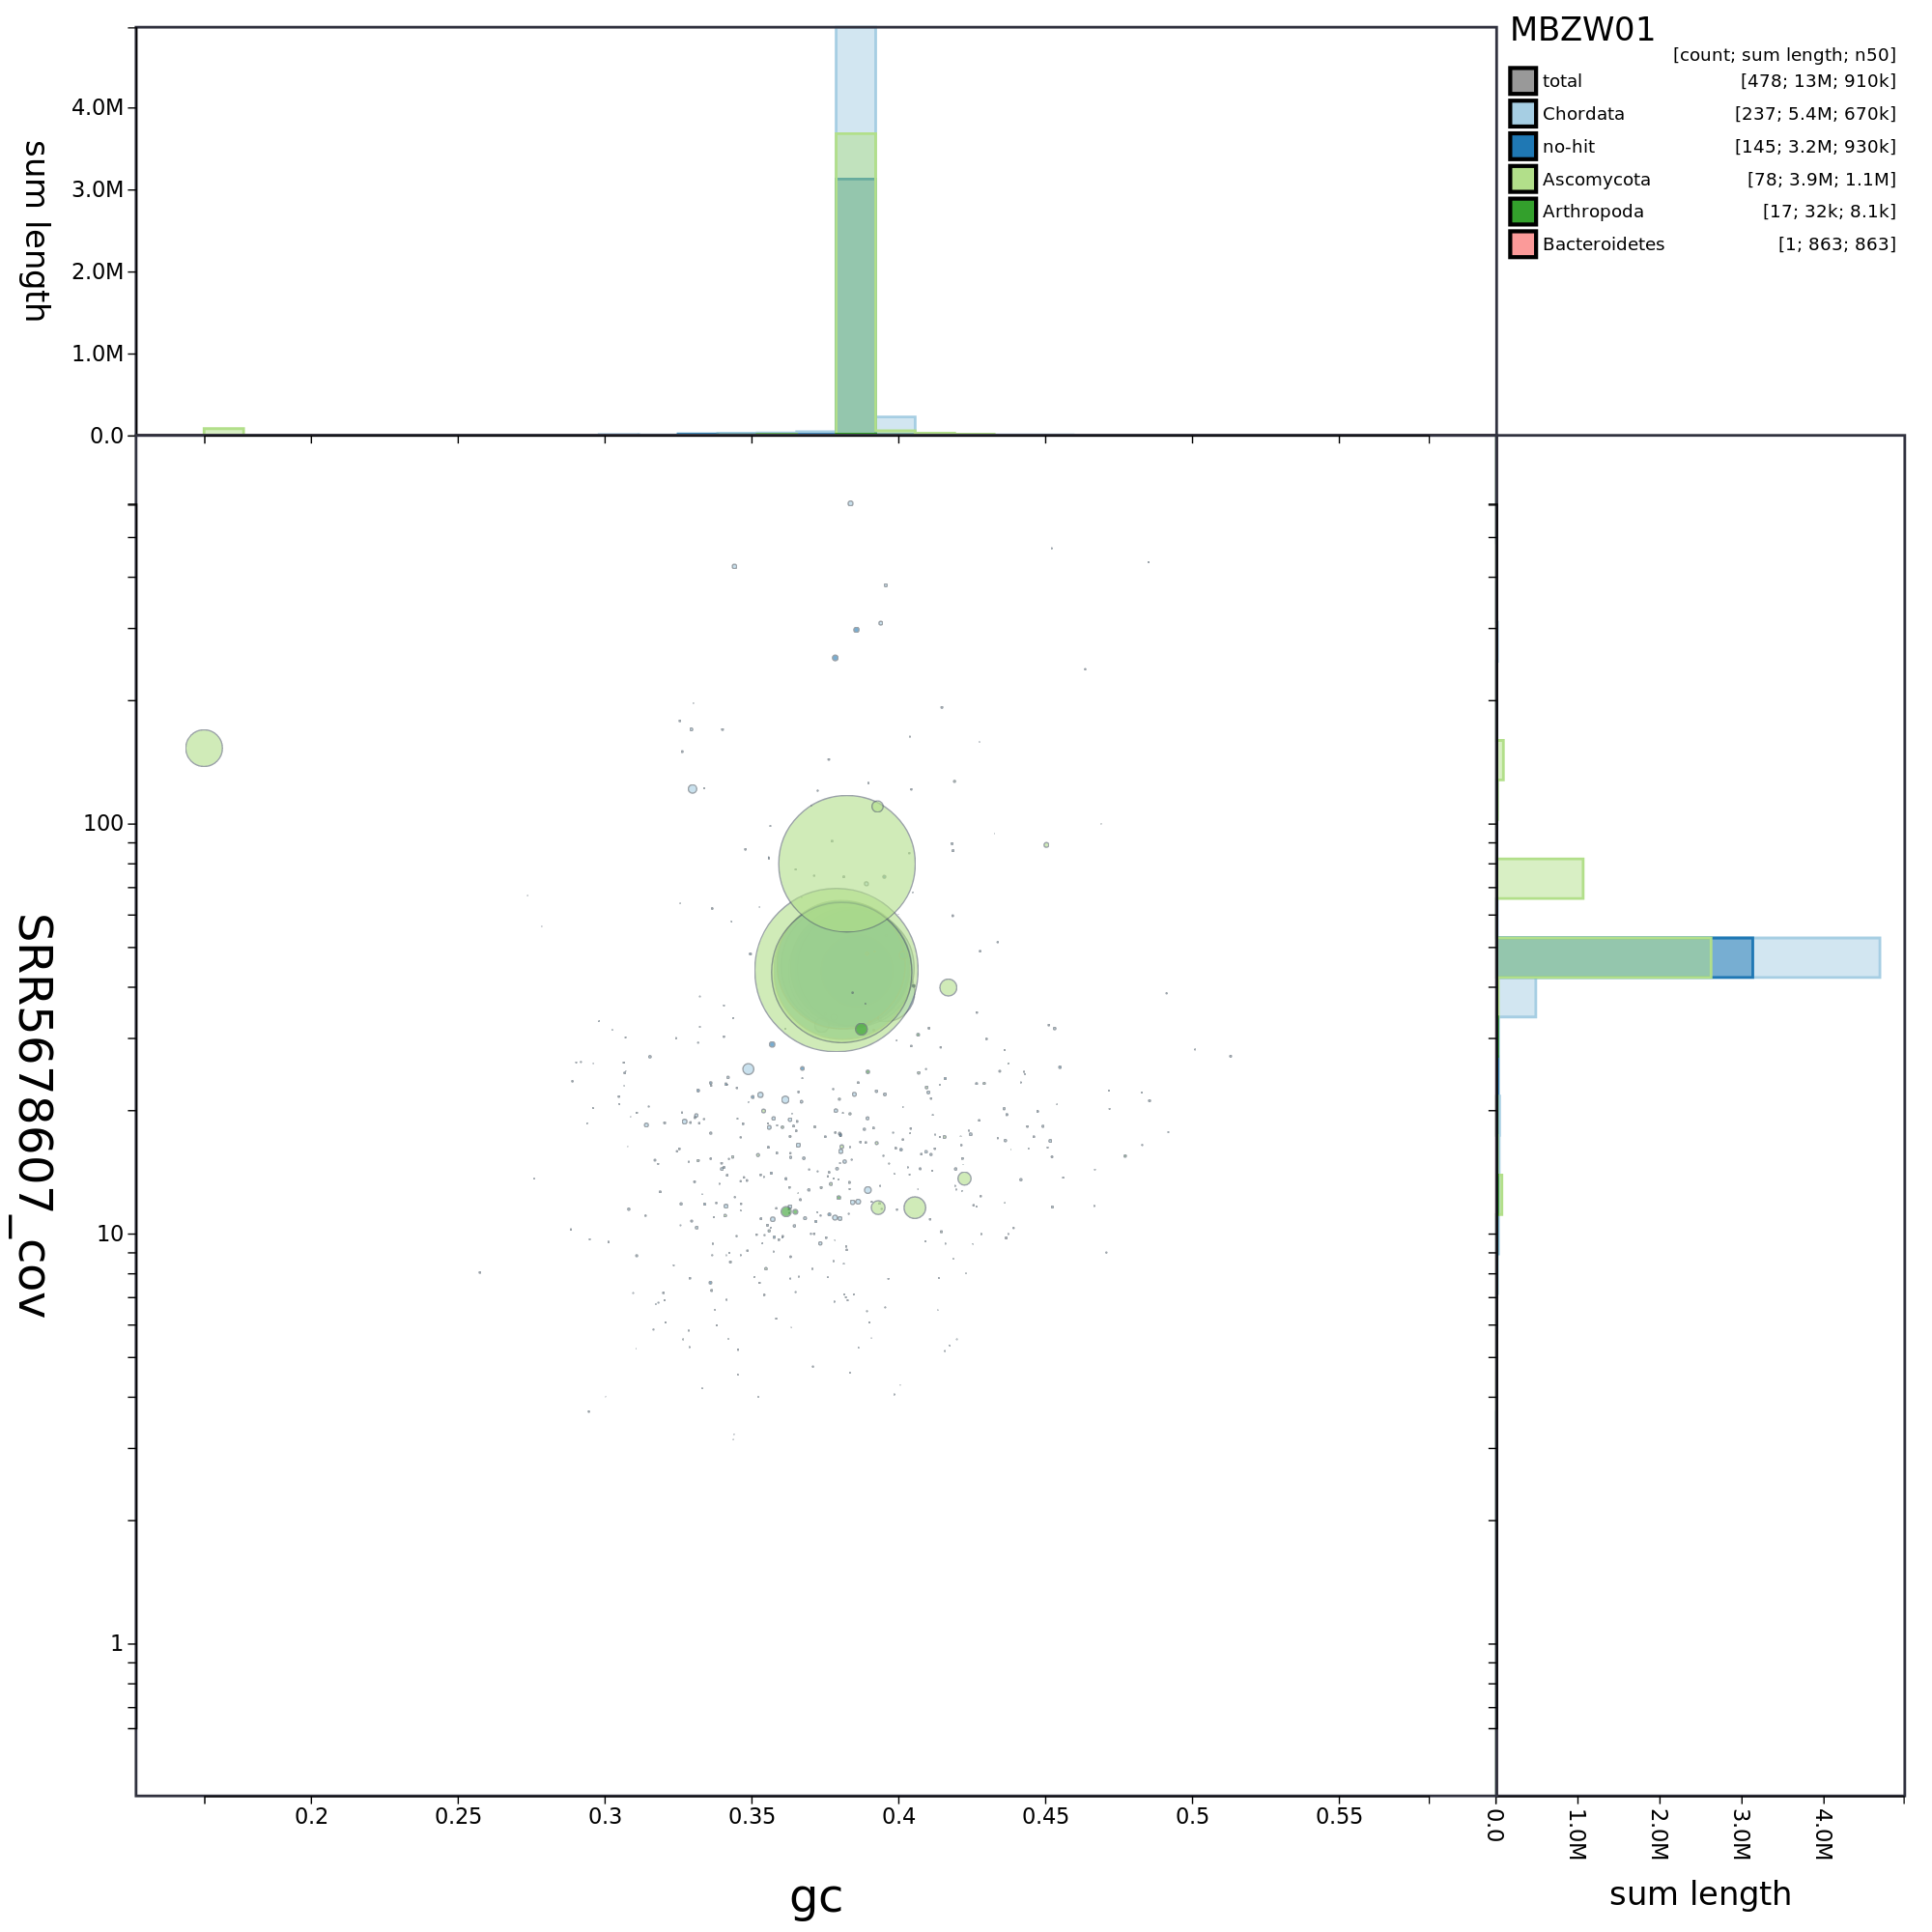 MBZW01
[count; sum length; n50]
total [478; 13M; 910k]
Chordata [237; 5.4M; 670k]
no-hit [145; 3.2M; 930k]
Ascomycota [78; 3.9M; 1.1M]
Arthropoda [17; 32k; 8.1k]
Bacteroidetes [1; 863; 863]
sum length
4.0M
3.0M
2.0M
1.0M
0.0
SRR5678607_cov
100
10
1
0.2 0.25 0.3 0.35 0.4 0.45 0.5 0.55
gc
0.0 1.0M 2.0M 3.0M 4.0M
sum length